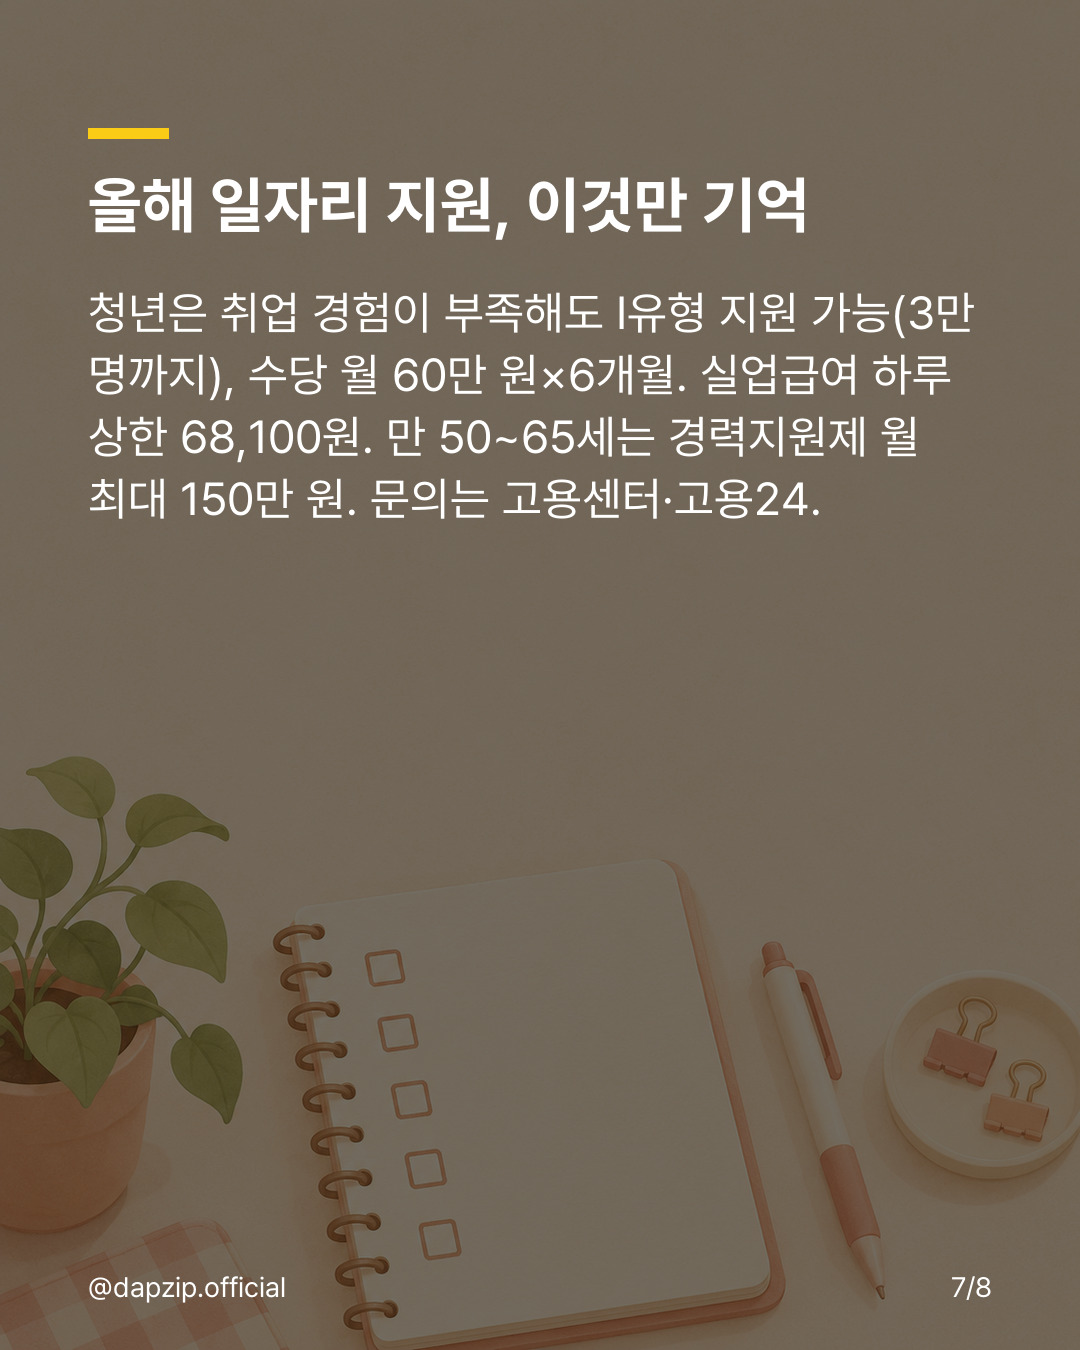 올해 일자리 지원, 이것만 기억
청년은 취업 경험이 부족해도 I유형 지원 가능(3만
명까지), 수당 월 60만 원×6개월. 실업급여 하루
상한 68,100원. 만 50~65세는 경력지원제 월
최대 150만 원. 문의는 고용센터·고용24.
@dapzip.official
7/8